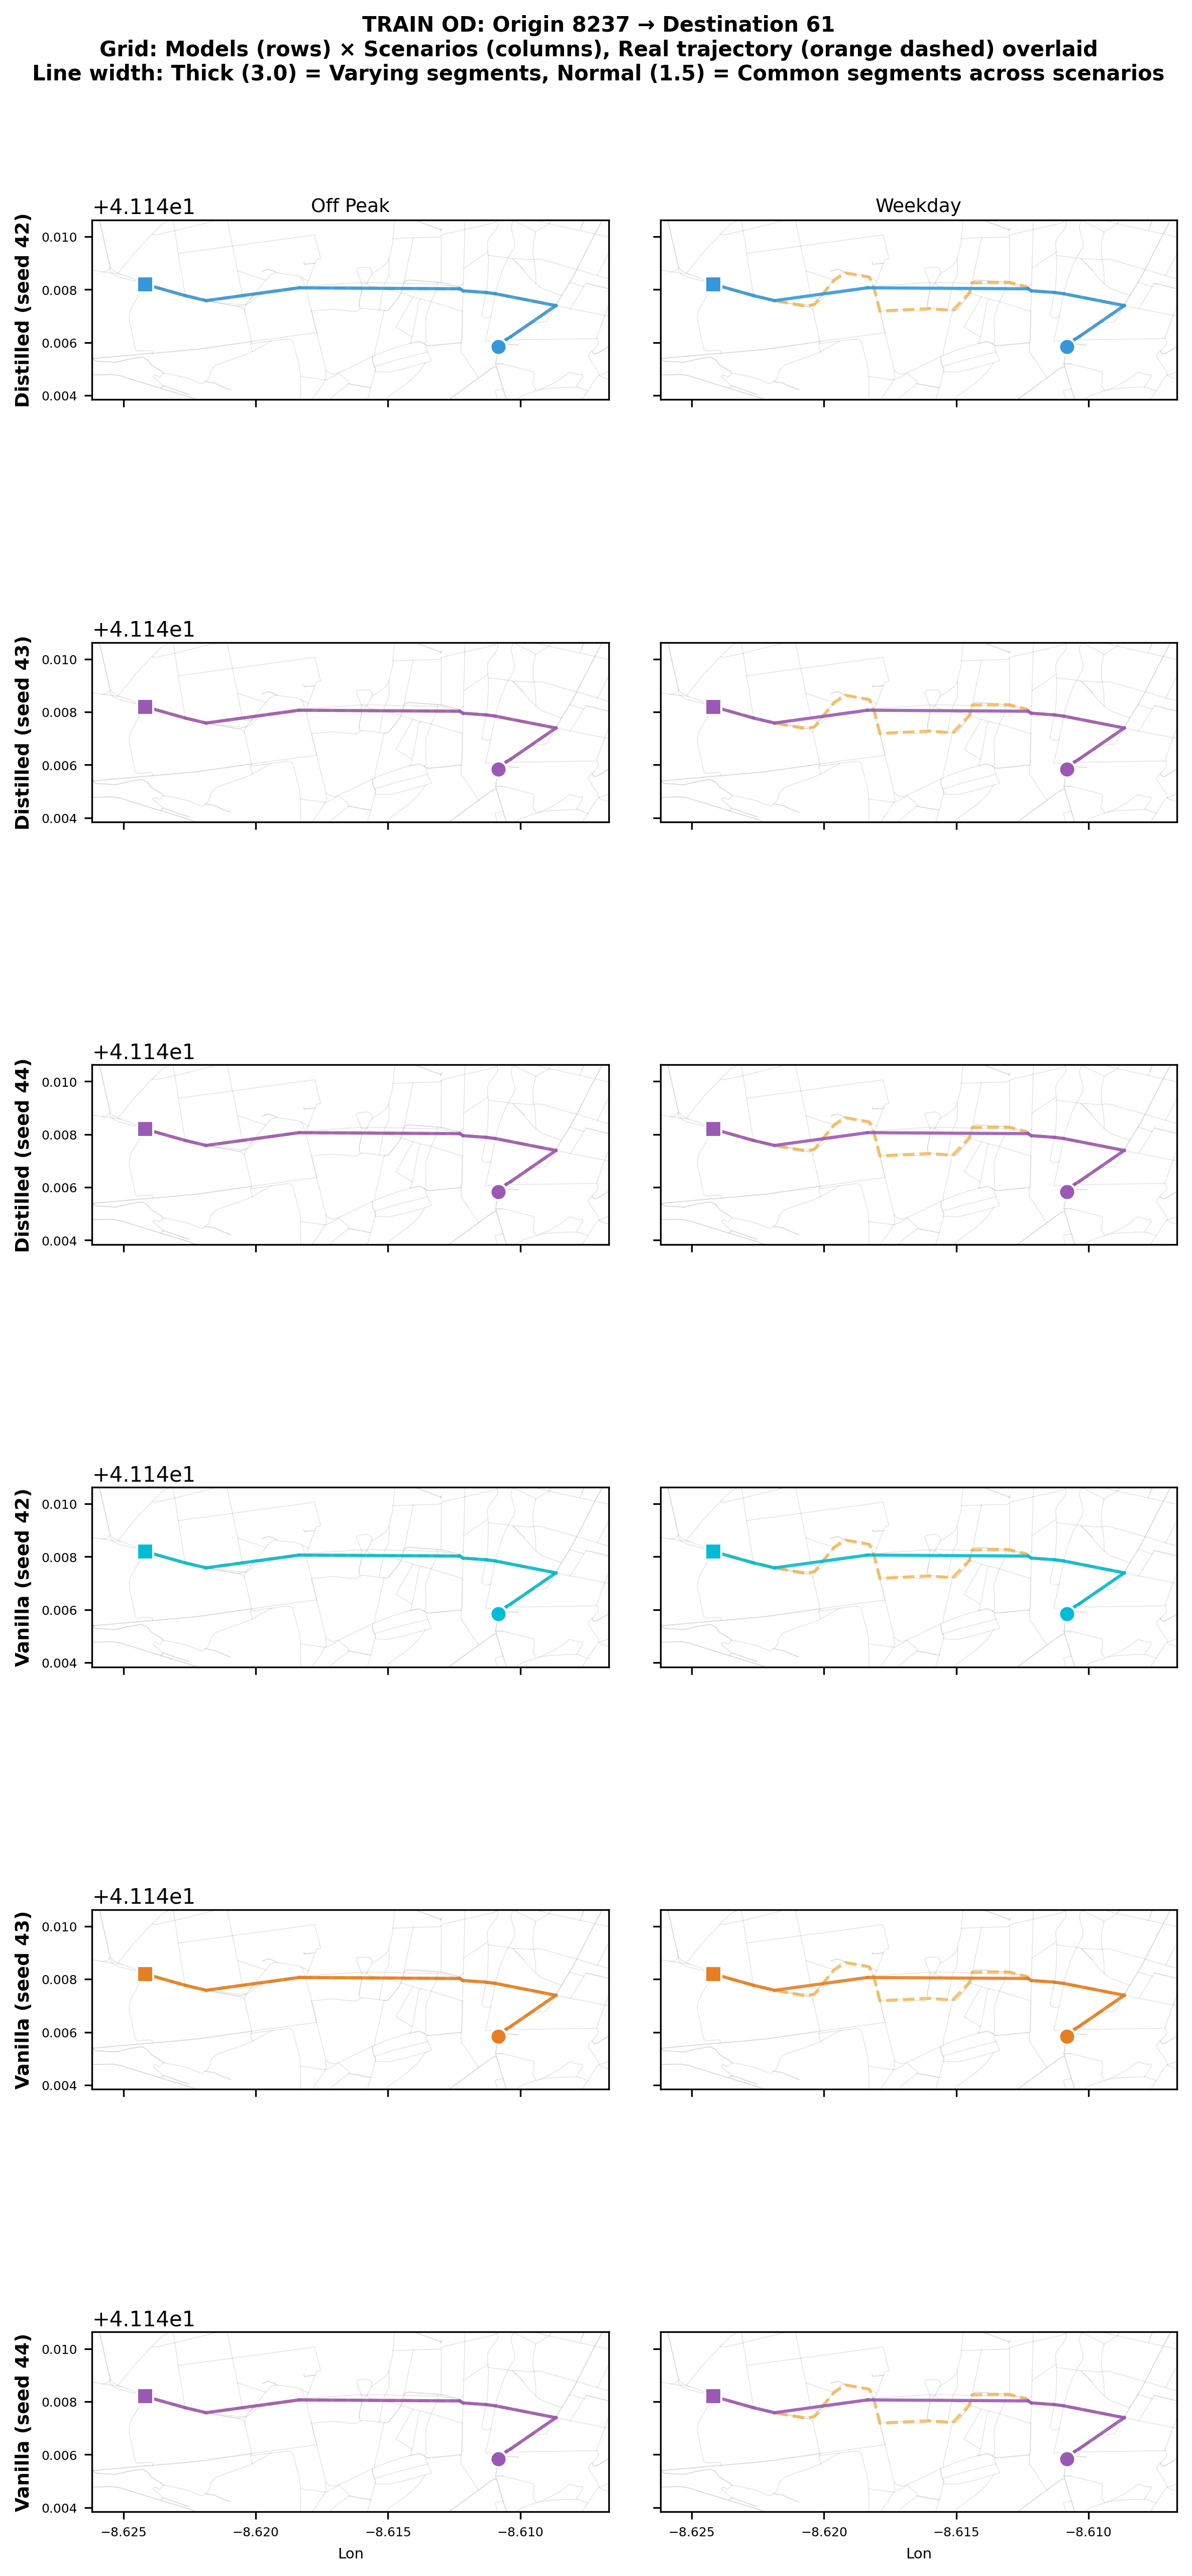 TRAIN OD: Origin 8237 → Destination 61
Grid: Models (rows) × Scenarios (columns), Real trajectory (orange dashed) overlaid
Line width: Thick (3.0) = Varying segments, Normal (1.5) = Common segments across scenarios
+4.114e1
Off Peak
Weekday
Distilled (seed 42)
0.010
0.008
0.006
0.004
+4.114e1
Distilled (seed 43)
0.010
0.008
0.006
0.004
+4.114e1
Distilled (seed 44)
0.010
0.008
0.006
0.004
+4.114e1
Vanilla (seed 42)
0.010
0.008
0.006
0.004
+4.114e1
Vanilla (seed 43)
0.010
0.008
0.006
0.004
+4.114e1
Vanilla (seed 44)
0.010
0.008
0.006
0.004
−8.625 −8.620 −8.615 −8.610
−8.625 −8.620 −8.615 −8.610
Lon
Lon